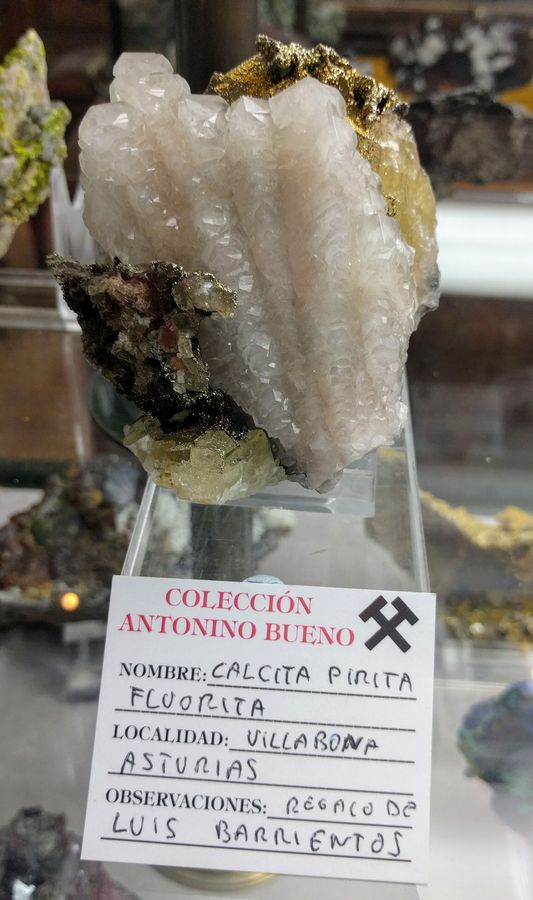 COLECCIÓN
ANTONINO BUENO
NOMBRE: CALCITA PIRITA
FLUORITA
LOCALIDAD: VILLABONA
ASTURIAS
OBSERVACIONES: REGALO DE
LUIS BARRIENTOS